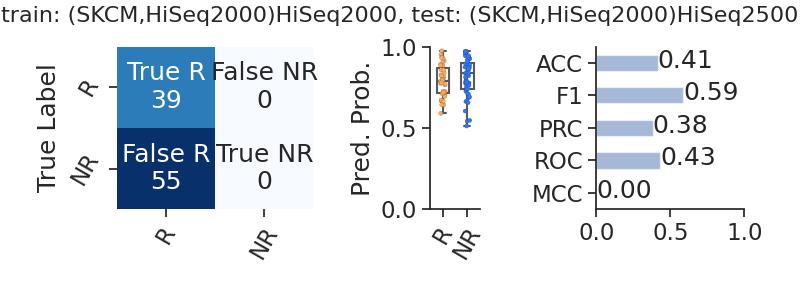 train: (SKCM,HiSeq2000)HiSeq2000, test: (SKCM,HiSeq2000)HiSeq2500
True Label
R
NR
True R
39
False NR
0
False R
55
True NR
0
R
NR
Pred. Prob.
1.0
0.5
0.0
R
NR
ACC
F1
PRC
ROC
MCC
0.41
0.59
0.38
0.43
0.00
0.0
0.5
1.0